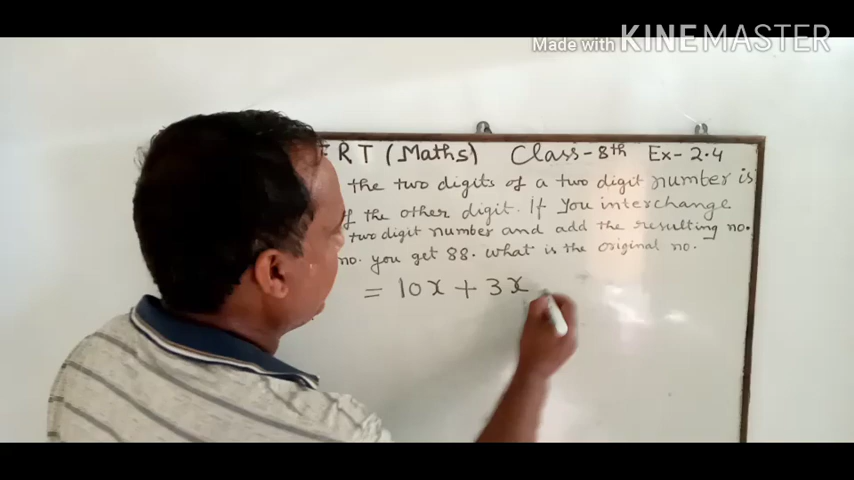 Made with KINEMASTER
ERT (Maths) Class-8th Ex-2.4
the two digits of a two digit number is
the other digit. If you interchange
two digit number and add the resulting no.
no. you get 88. what is the original no.
= 10x + 3x